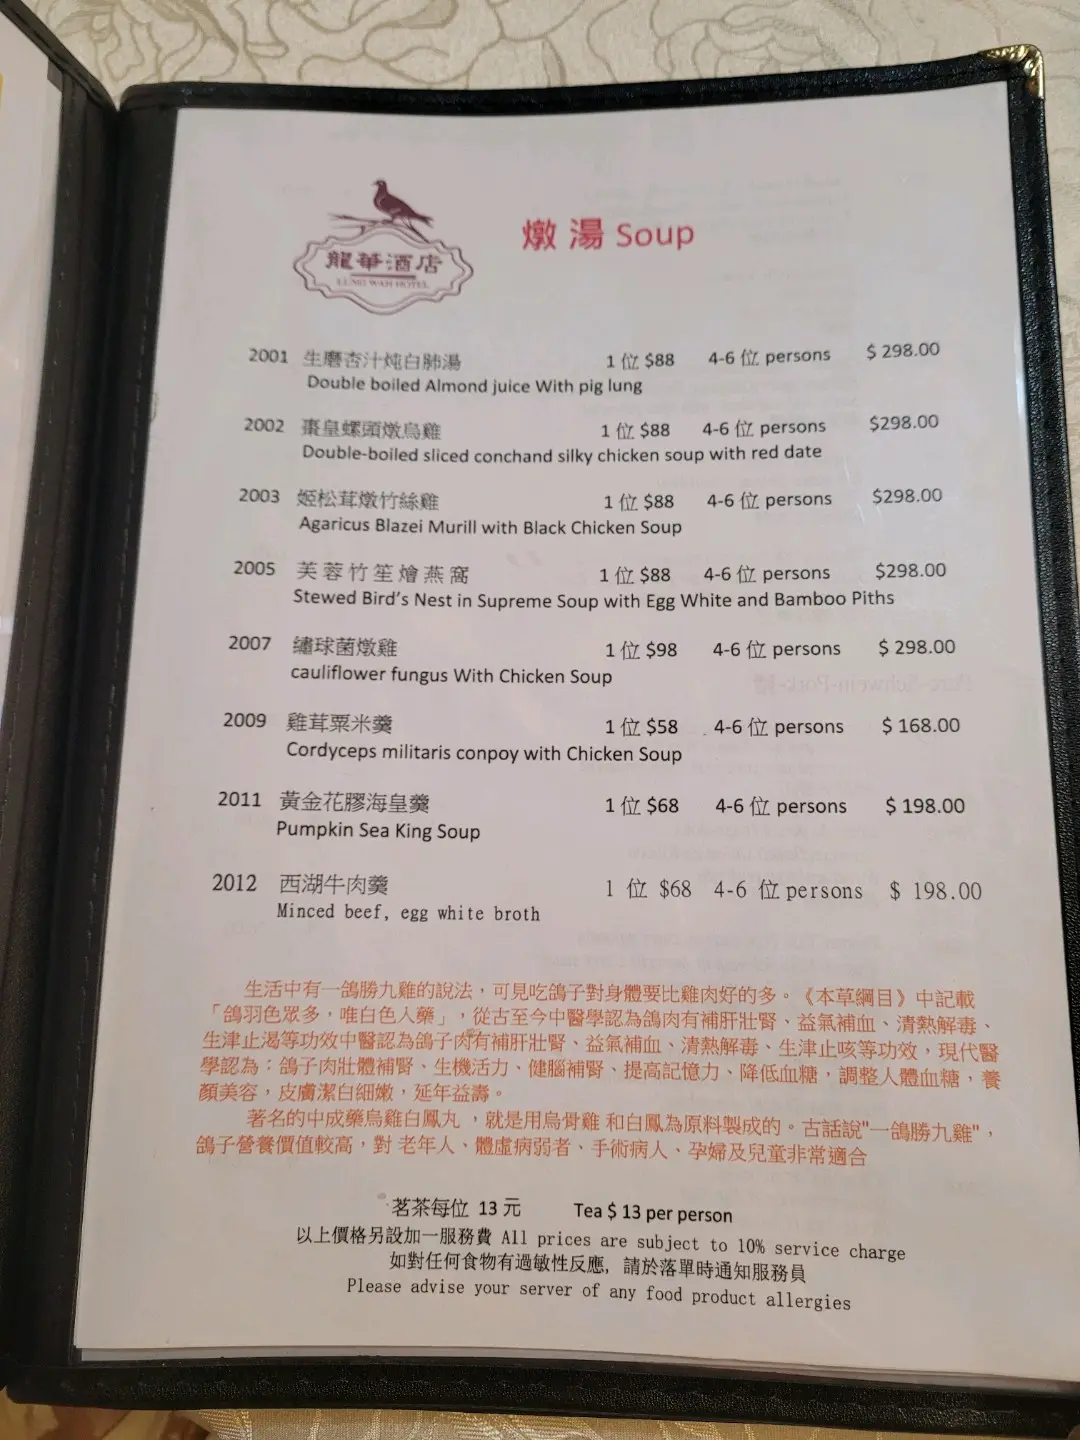 龍華酒店
LUNG WAH HOTEL
燉湯 Soup
2001 生磨杏汁炖白肺湯 1 位 $88 4-6 位 persons $ 298.00
Double boiled Almond juice With pig lung
2002 棗皇螺頭燉烏雞 1 位 $88 4-6 位 persons $298.00
Double-boiled sliced conchand silky chicken soup with red date
2003 姬松茸燉竹絲雞 1 位 $88 4-6 位 persons $298.00
Agaricus Blazei Murill with Black Chicken Soup
2005 芙蓉竹笙燴燕窩 1 位 $88 4-6 位 persons $298.00
Stewed Bird's Nest in Supreme Soup with Egg White and Bamboo Piths
2007 繡球菌燉雞 1 位 $98 4-6 位 persons $ 298.00
cauliflower fungus With Chicken Soup
2009 雞茸粟米羹 1 位 $58 4-6 位 persons $ 168.00
Cordyceps militaris conpoy with Chicken Soup
2011 黃金花膠海皇羹 1 位 $68 4-6 位 persons $ 198.00
Pumpkin Sea King Soup
2012 西湖牛肉羹 1 位 $68 4-6 位 persons $ 198.00
Minced beef, egg white broth
生活中有一鴿勝九雞的說法，可見吃鴿子對身體要比雞肉好的多。《本草綱目》中記載
「鴿羽色眾多，唯白色入藥」，從古至今中醫學認為鴿肉有補肝壯腎、益氣補血、清熱解毒、
生津止渴等功效中醫認為鴿子肉有補肝壯腎、益氣補血、清熱解毒、生津止咳等功效，現代醫
學認為；鴿子肉壯體補腎、生機活力、健腦補腎、提高記憶力、降低血糖，調整人體血糖，養
顏美容，皮膚潔白細嫩，延年益壽。
著名的中成藥烏雞白鳳丸 ，就是用烏骨雞 和白鳳為原料製成的。古話說"一鴿勝九雞"，
鴿子營養價值較高，對 老年人、體虛病弱者、手術病人、孕婦及兒童非常適合
茗茶每位 13 元 Tea $ 13 per person
以上價格另設加一服務費 All prices are subject to 10% service charge
如對任何食物有過敏性反應, 請於落單時通知服務員
Please advise your server of any food product allergies